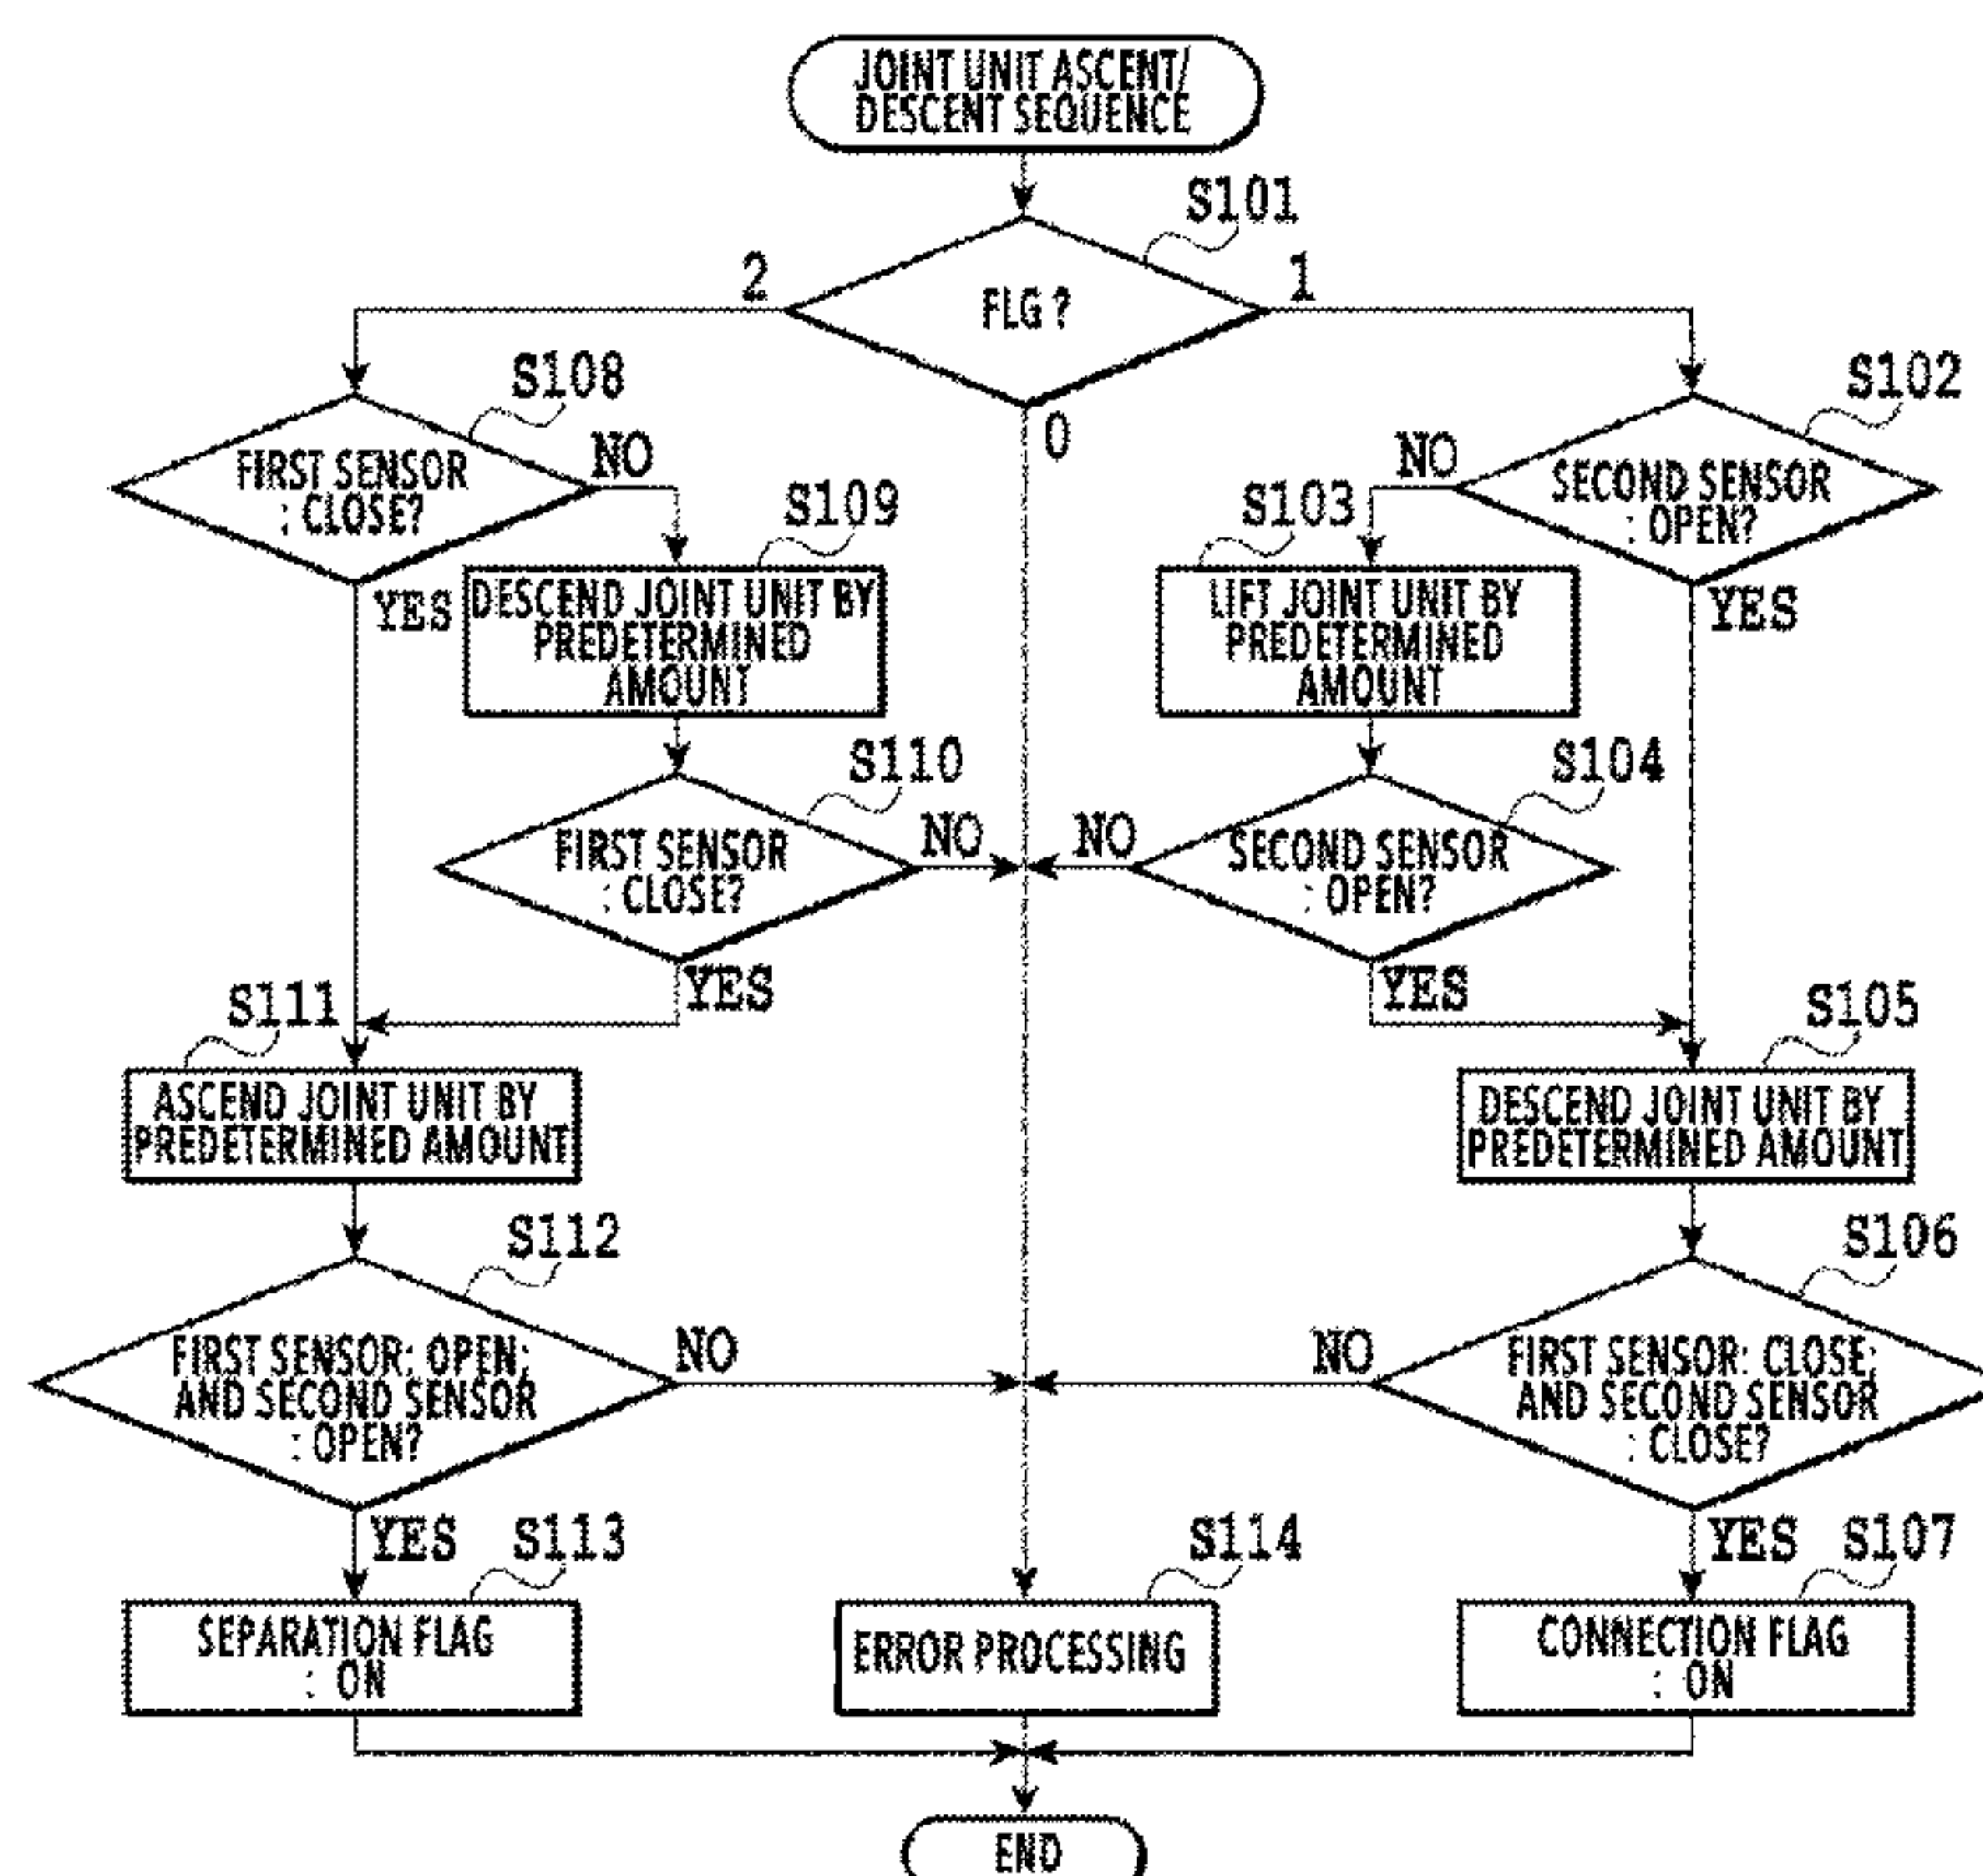 JOINT UNIT ASCENT/
DESCENT SEQUENCE
S101
2
FLG ?
1
0
S108
FIRST SENSOR
: CLOSE?
NO
YES
S102
SECOND SENSOR
: OPEN?
NO
YES
S109
DESCEND JOINT UNIT BY
PREDETERMINED
AMOUNT
S103
LIFT JOINT UNIT BY
PREDETERMINED
AMOUNT
S110
FIRST SENSOR
: CLOSE?
NO
YES
S104
NO
SECOND SENSOR
: OPEN?
YES
S111
ASCEND JOINT UNIT BY
PREDETERMINED AMOUNT
S105
DESCEND JOINT UNIT BY
PREDETERMINED AMOUNT
S112
FIRST SENSOR: OPEN;
AND SECOND SENSOR
: OPEN?
NO
YES
S106
NO
FIRST SENSOR: CLOSE;
AND SECOND SENSOR
: CLOSE?
YES
S113
SEPARATION FLAG
: ON
S114
ERROR PROCESSING
S107
CONNECTION FLAG
: ON
END